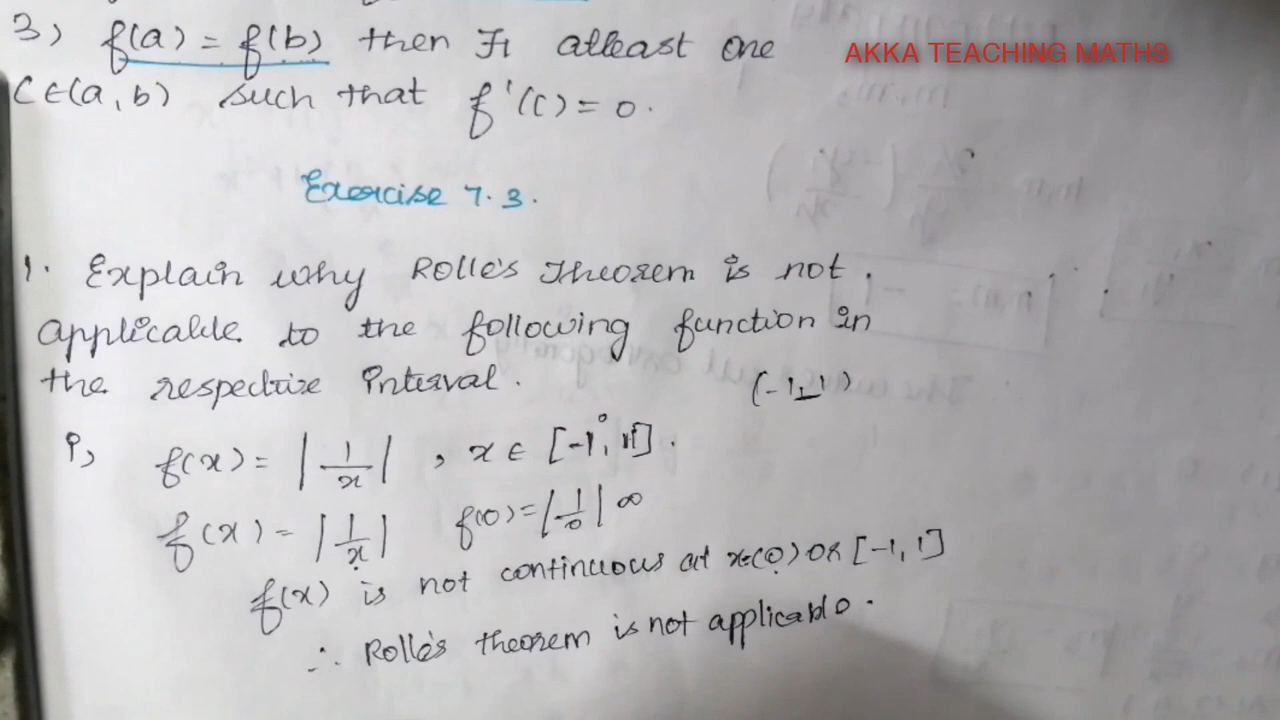 3) f(a) = f(b) then Ǝ atleast one
AKKA TEACHING MATHS
C ∈ (a, b) such that f'(c) = 0.
Exercise 7.3.
1. Explain why Rolle's Theorem is not
applicable to the following function in
the respective interval.
(-1, 1)
i, f(x) = |1/x|, x ∈ [-1, 1].
0
f(x) = |1/x| f(0) = |1/0| ∞
f(x) is not continuous at x=(0) or [-1, 1]
∴ Rolle's theorem is not applicable.